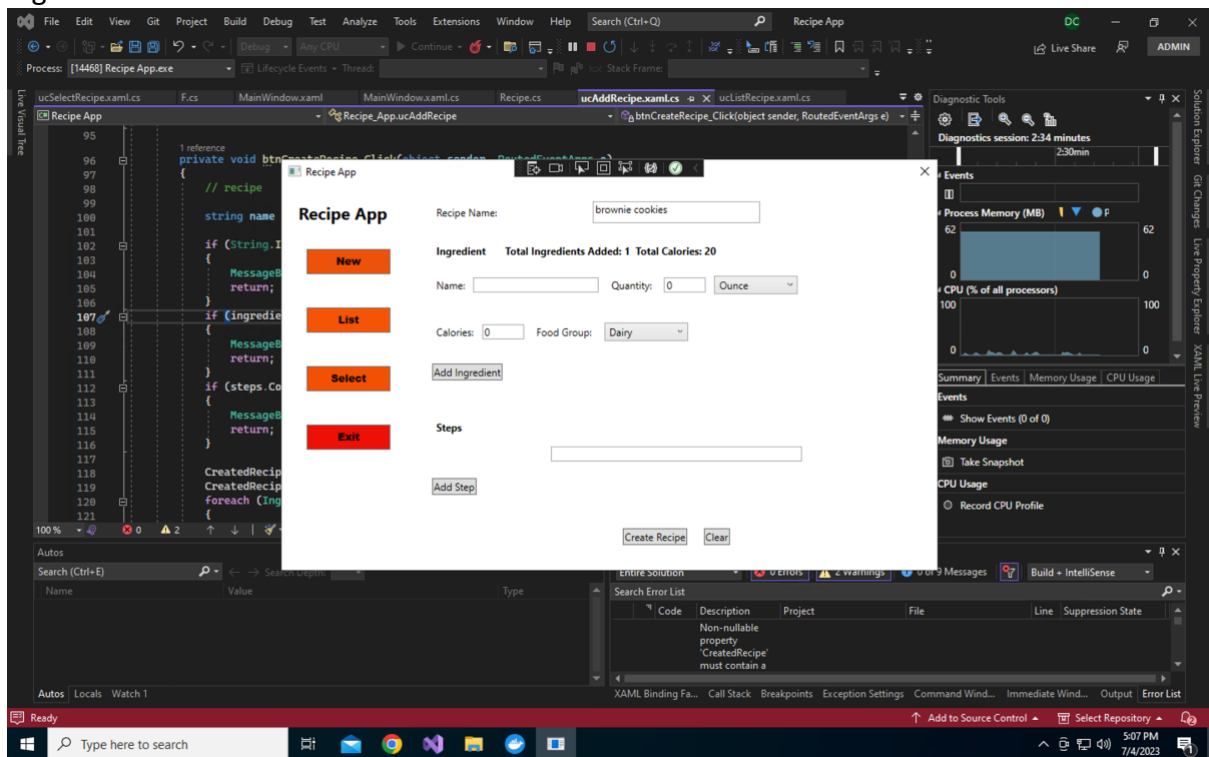 File Edit View Git Project Build Debug Test Analyze Tools Extensions Window Help Search (Ctrl+Q) Recipe App DC
Debug Any CPU Continue Live Share ADMIN
Process: [14468] Recipe App.exe Lifecycle Events Thread: Stack Frame:
ucSelectRecipe.xaml.cs F.cs MainWindow.xaml MainWindow.xaml.cs Recipe.cs ucAddRecipe.xaml.cs ucListRecipe.xaml.cs
Recipe App Recipe_App.ucAddRecipe btnCreateRecipe_Click(object sender, RoutedEventArgs e)
Live Visual Tree
95
1 reference
96 private void btnCreateRecipe_Click(object sender, RoutedEventArgs e)
97 {
98 // recipe
99
100 string name
101
102 if (String.I
103 {
104 MessageB
105 return;
106 }
107 if (ingredie
108 {
109 MessageB
110 return;
111 }
112 if (steps.Co
113 {
114 MessageB
115 return;
116 }
117
118 CreatedRecip
119 CreatedRecip
120 foreach (Ing
121 {
100 % 0 2
Recipe App
Recipe App
New
List
Select
Exit
Recipe Name: brownie cookies
Ingredient Total Ingredients Added: 1 Total Calories: 20
Name: Quantity: 0 Ounce
Calories: 0 Food Group: Dairy
Add Ingredient
Steps
Add Step
Create Recipe Clear
Diagnostic Tools
Diagnostics session: 2:34 minutes
2:30min
Events
Process Memory (MB) P
62 62
0 0
CPU (% of all processors)
100 100
0 0
Summary Events Memory Usage CPU Usage
Events
Show Events (0 of 0)
Memory Usage
Take Snapshot
CPU Usage
Record CPU Profile
Solution Explorer
Git Changes
Live Property Explorer
XAML Live Preview
Autos
Search (Ctrl+E) Search Depth:
Name Value Type
Autos Locals Watch 1
Entire Solution 0 Errors 2 Warnings 0 of 9 Messages Build + IntelliSense
Search Error List
Code Description Project File Line Suppression State
Non-nullable
property
'CreatedRecipe'
must contain a
XAML Binding Fa... Call Stack Breakpoints Exception Settings Command Wind... Immediate Wind... Output Error List
Ready Add to Source Control Select Repository 2
Type here to search 5:07 PM
7/4/2023 1